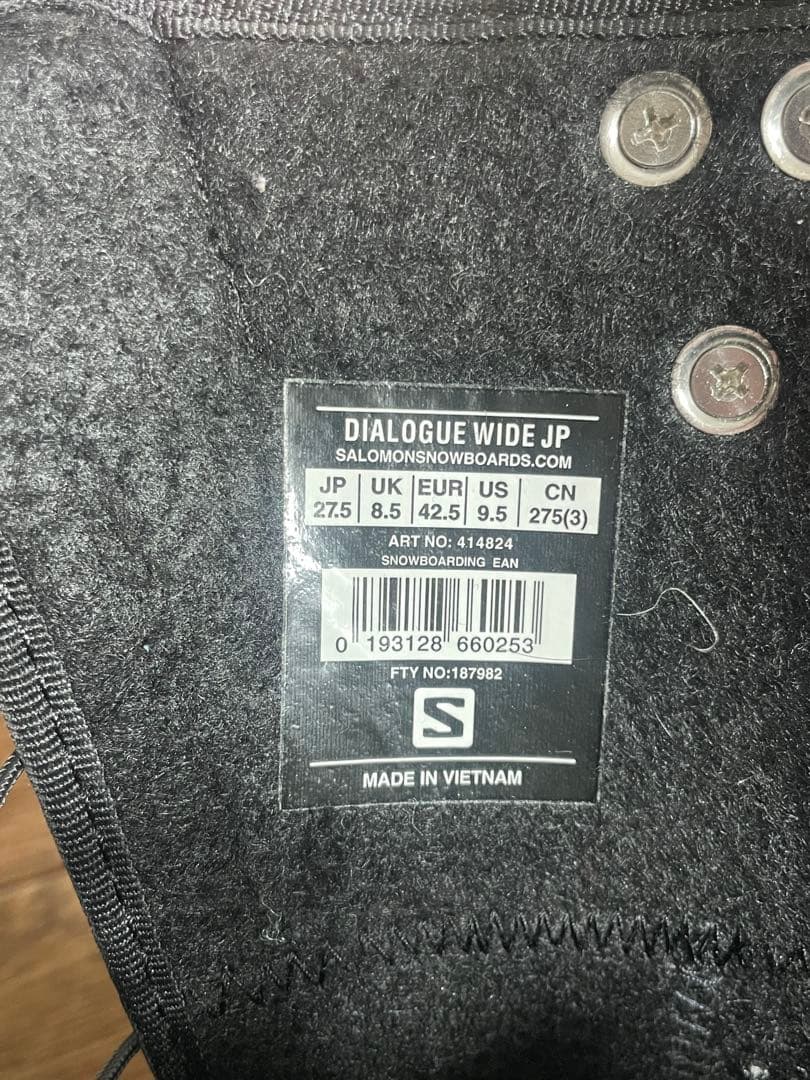 DIALOGUE WIDE JP
SALOMONSNOWBOARDS.COM
JP UK EUR US CN
27.5 8.5 42.5 9.5 275(3)
ART NO: 414824
SNOWBOARDING EAN
0 193128 660253
FTY NO:187982
S
MADE IN VIETNAM